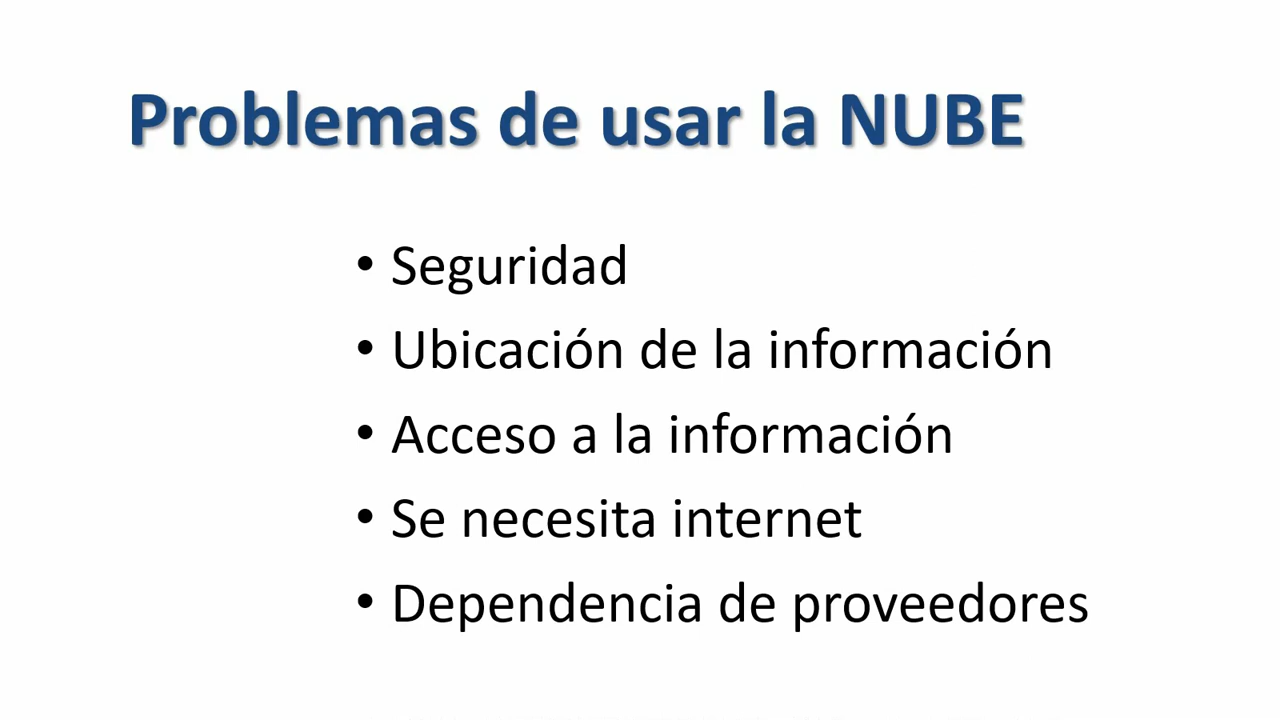 Problemas de usar la NUBE
• Seguridad
• Ubicación de la información
• Acceso a la información
• Se necesita internet
• Dependencia de proveedores